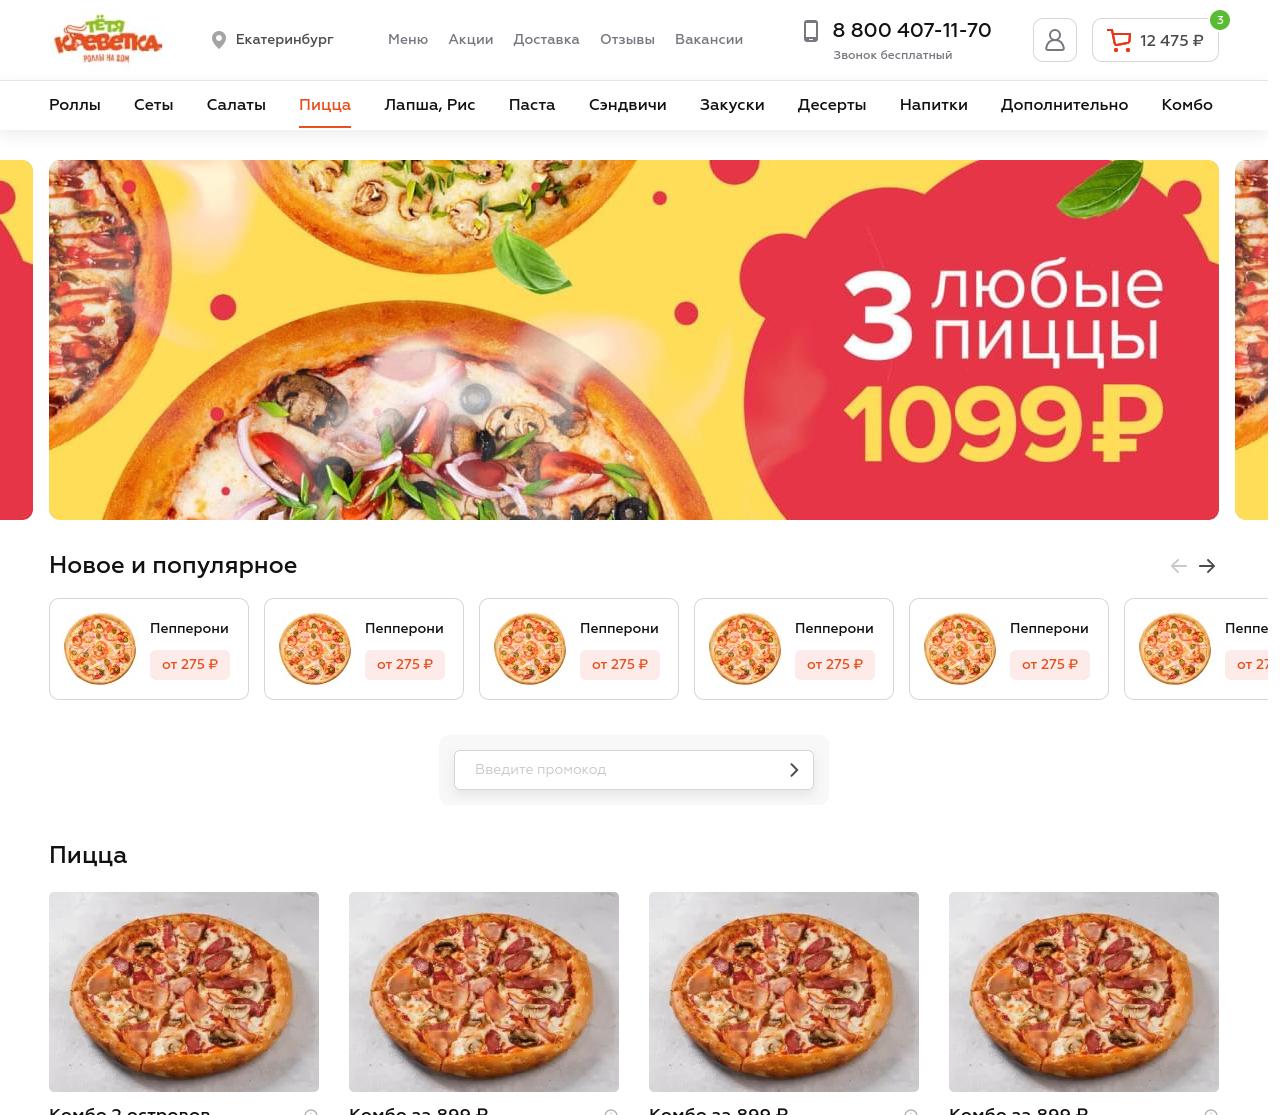 ТЁТЯ
КРЕВЕТКА
РОЛЛЫ НА ДОМ
Екатеринбург
Меню Акции Доставка Отзывы Вакансии
8 800 407-11-70
Звонок бесплатный
3
12 475 ₽
Роллы Сеты Салаты Пицца Лапша, Рис Паста Сэндвичи Закуски Десерты Напитки Дополнительно Комбо
3 любые
пиццы
1099₽
Новое и популярное
Пепперони Пепперони Пепперони Пепперони Пепперони Пеппе
от 275 ₽ от 275 ₽ от 275 ₽ от 275 ₽ от 275 ₽ от 27
Введите промокод
Пицца
Комбо 2 островов Комбо за 899 ₽ Комбо за 899 ₽ Комбо за 899 ₽